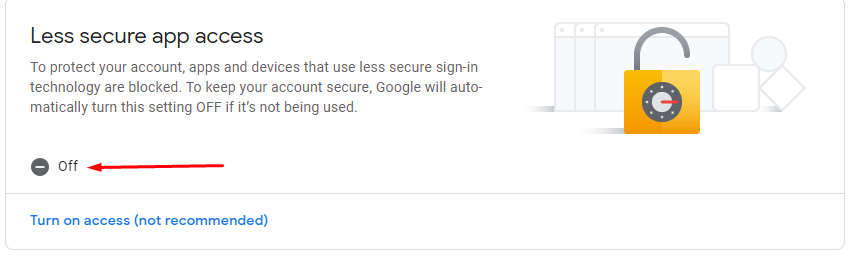 Less secure app access
To protect your account, apps and devices that use less secure sign-in
technology are blocked. To keep your account secure, Google will auto-
matically turn this setting OFF if it's not being used.
Off
Turn on access (not recommended)